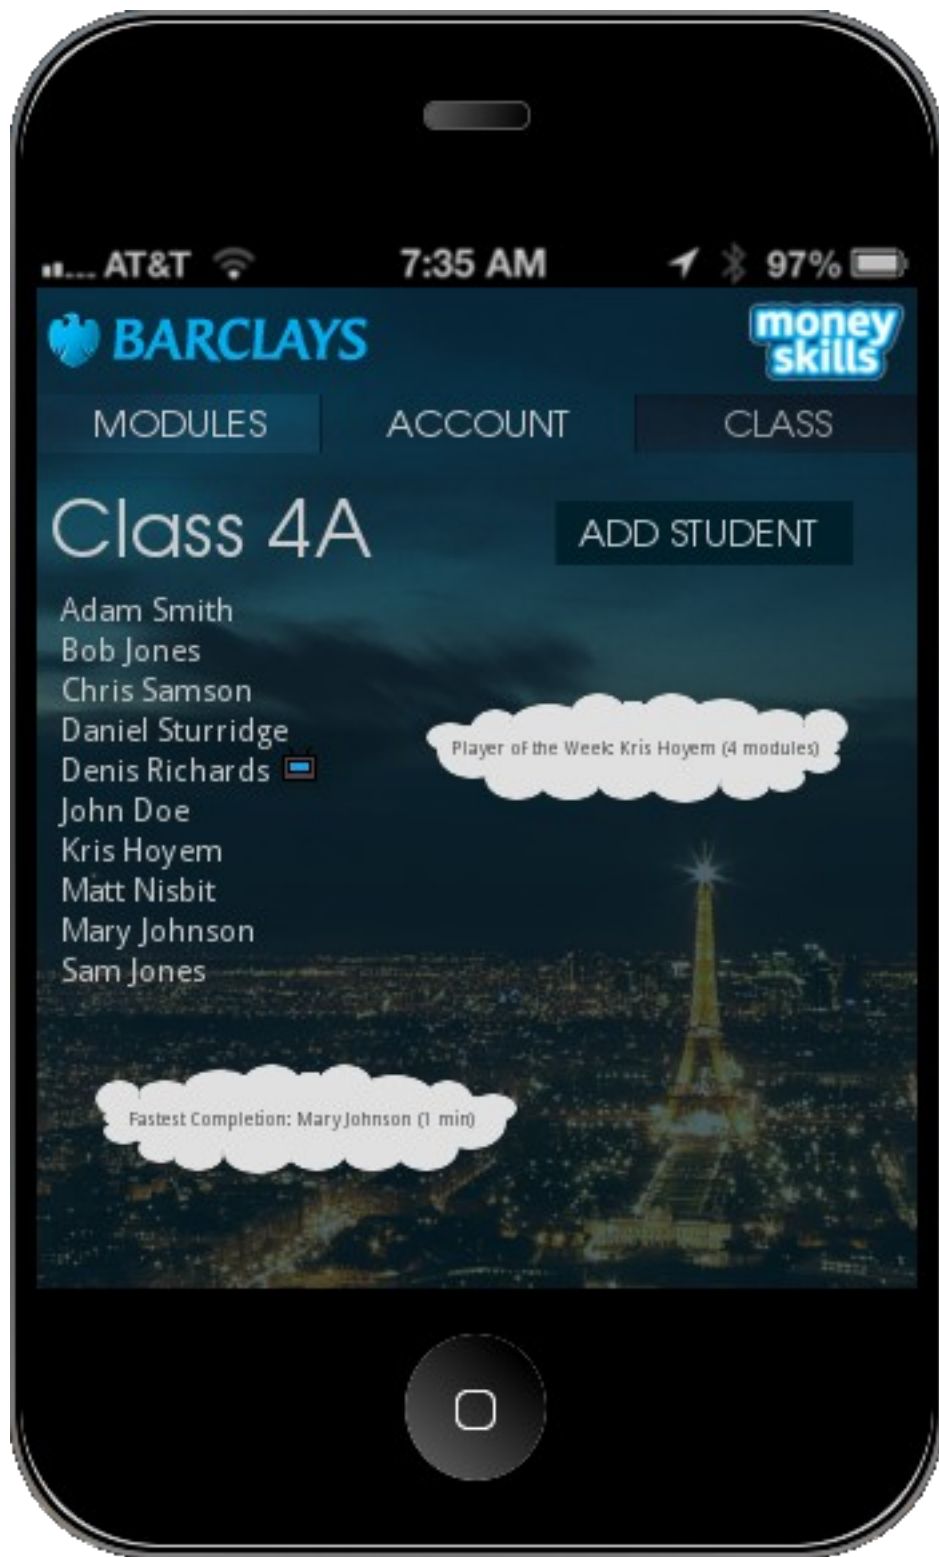 AT&T 7:35 AM 97%
BARCLAYS money skills
MODULES ACCOUNT CLASS
Class 4A ADD STUDENT
Adam Smith
Bob Jones
Chris Samson
Daniel Sturridge
Player of the Week: Kris Hoyem (4 modules)
Denis Richards
John Doe
Kris Hoyem
Matt Nisbit
Mary Johnson
Sam Jones
Fastest Completion: Mary Johnson (1 min)